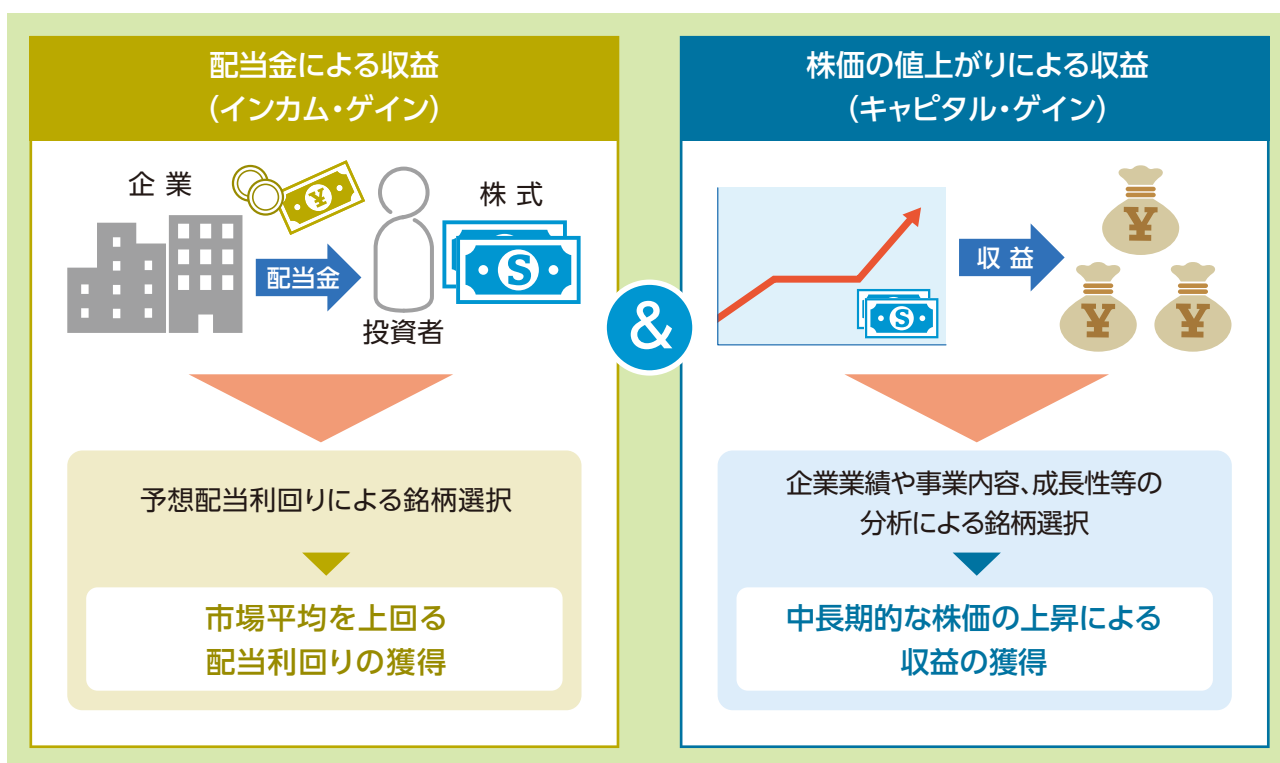 配当金による収益
(インカム・ゲイン)
企業
¥
配当金
投資者
株式
S
予想配当利回りによる銘柄選択
市場平均を上回る
配当利回りの獲得
&
株価の値上がりによる収益
(キャピタル・ゲイン)
S
収益
¥
¥
¥
企業業績や事業内容、成長性等の
分析による銘柄選択
中長期的な株価の上昇による
収益の獲得